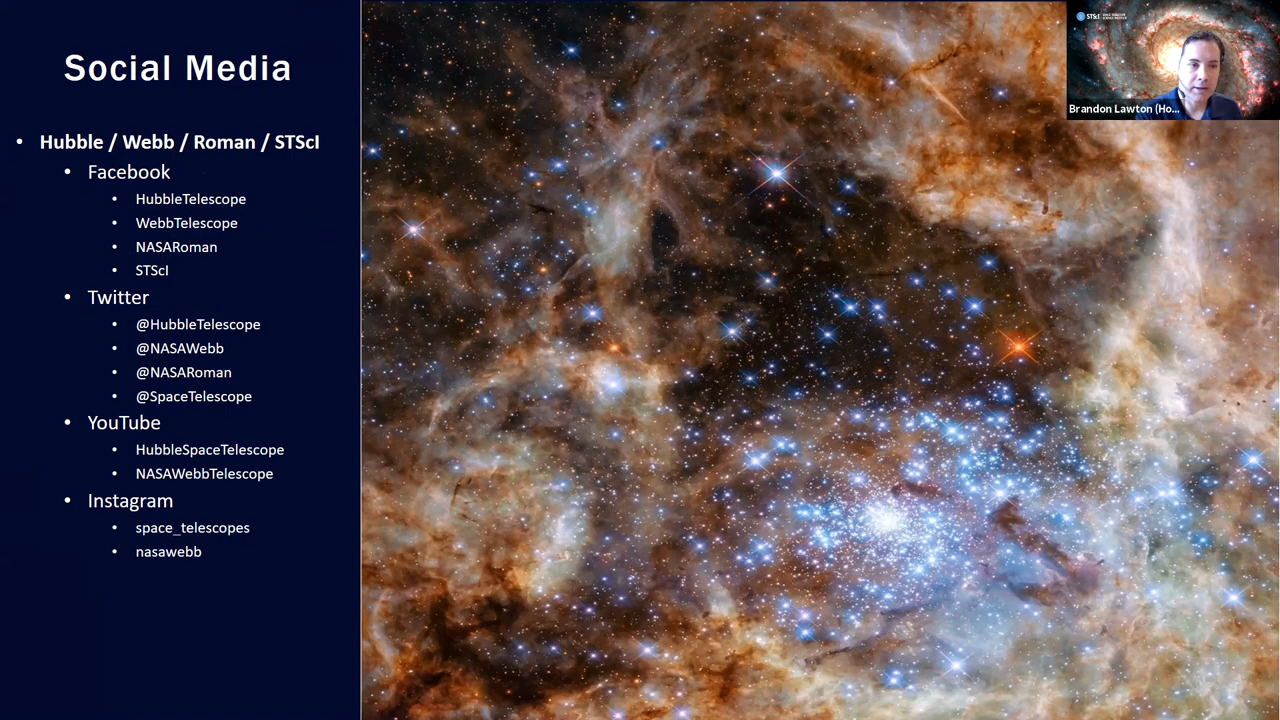 Social Media
• Hubble / Webb / Roman / STScI
• Facebook
• HubbleTelescope
• WebbTelescope
• NASARoman
• STScI
• Twitter
• @HubbleTelescope
• @NASAWebb
• @NASARoman
• @SpaceTelescope
• YouTube
• HubbleSpaceTelescope
• NASAWebbTelescope
• Instagram
• space_telescopes
• nasawebb
STScI
Brandon Lawton (Ho...